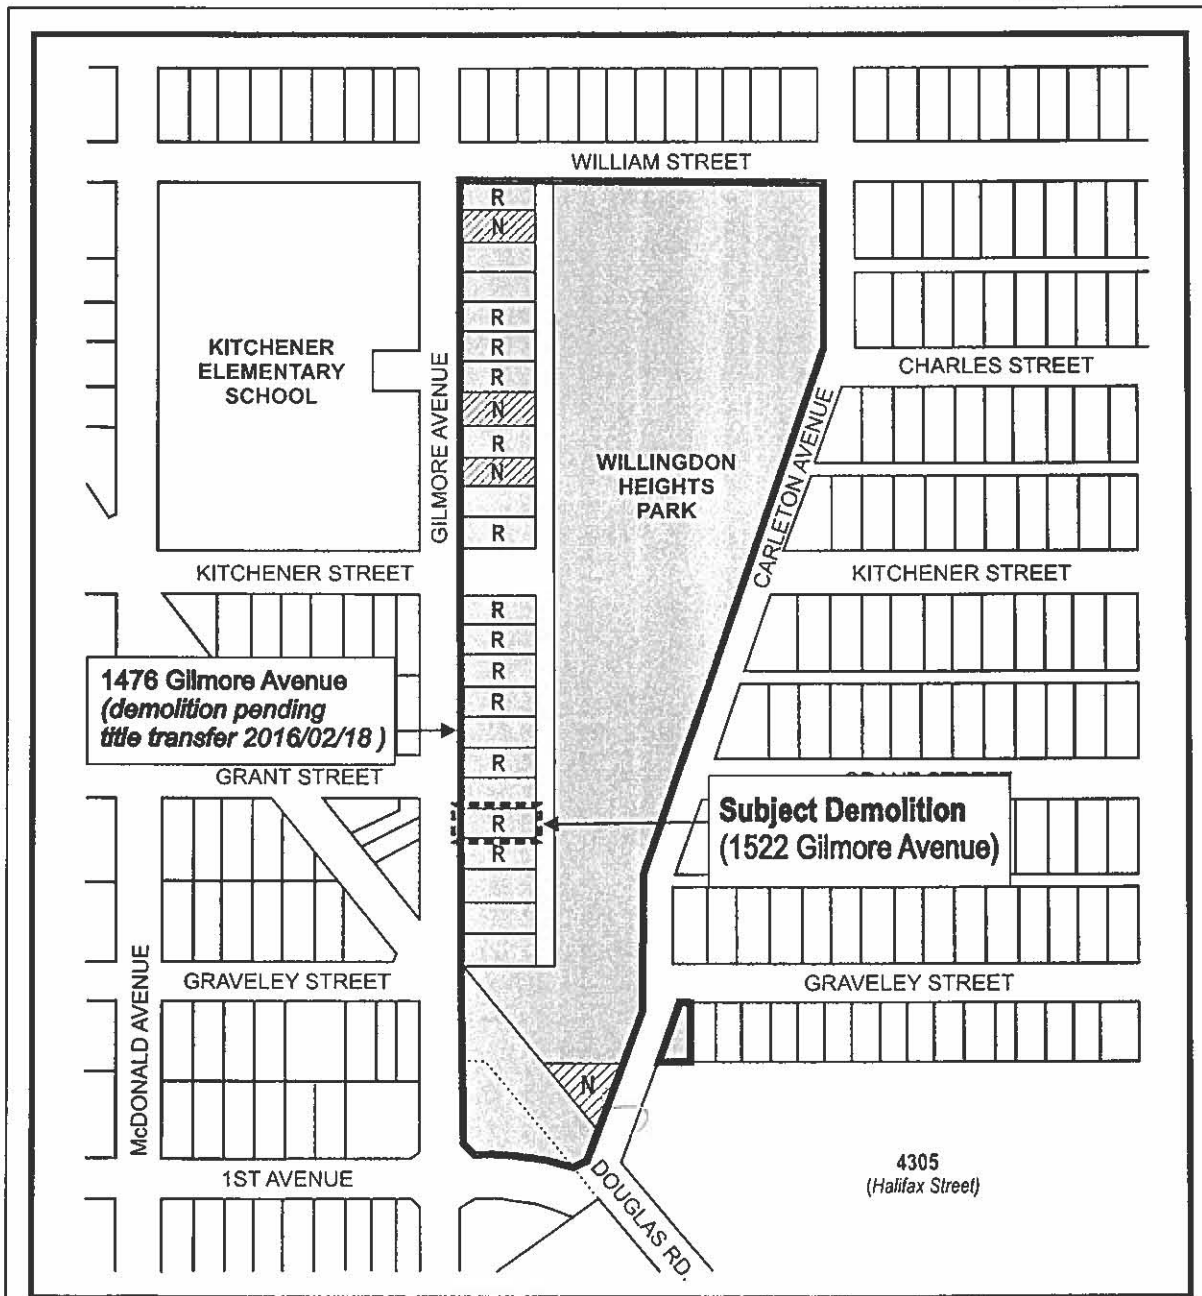 WILLIAM STREET
R
N
R
R
R
N
R
N
R
KITCHENER
ELEMENTARY
SCHOOL
GILMORE AVENUE
CHARLES STREET
WILLINGDON
HEIGHTS
PARK
CARLETON AVENUE
KITCHENER STREET
KITCHENER STREET
R
R
R
R
1476 Gilmore Avenue
(demolition pending
title transfer 2016/02/18 )
R
GRANT STREET
GRANT STREET
Subject Demolition
(1522 Gilmore Avenue)
R
R
McDONALD AVENUE
GRAVELEY STREET
GRAVELEY STREET
N
1ST AVENUE
DOUGLAS RD.
4305
(Halifax Street)